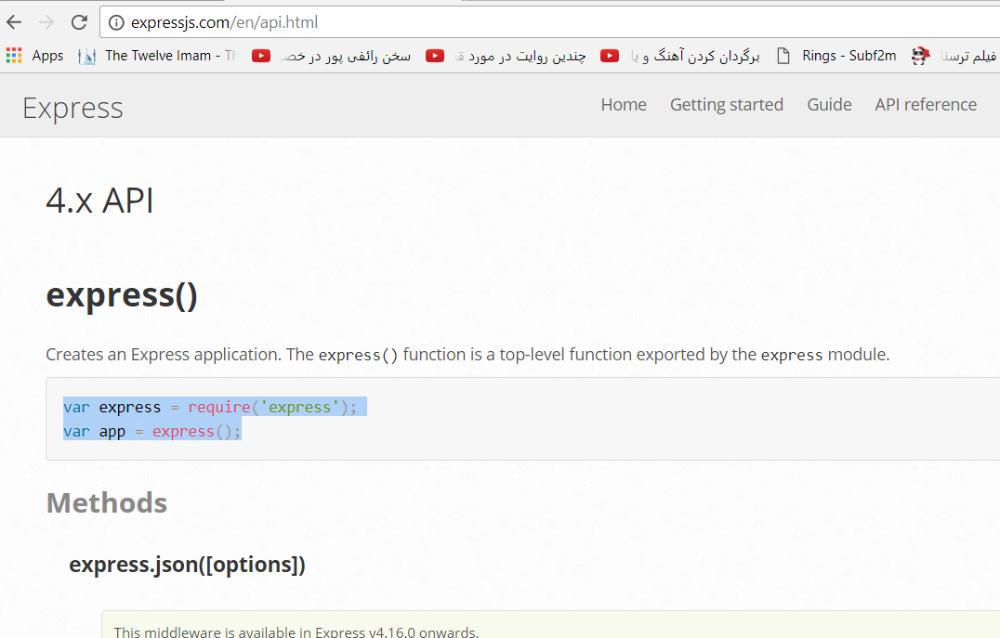 expressjs.com/en/api.html
Apps The Twelve Imam - سخن رائفی پور در خصـ چندین روایت در مورد برگردان کردن آهنگ و یا Rings - Subf2m فیلم ترسنا
Express Home Getting started Guide API reference
4.x API
express()
Creates an Express application. The express() function is a top-level function exported by the express module.
var express = require('express');
var app = express();
Methods
express.json([options])
This middleware is available in Express v4.16.0 onwards.